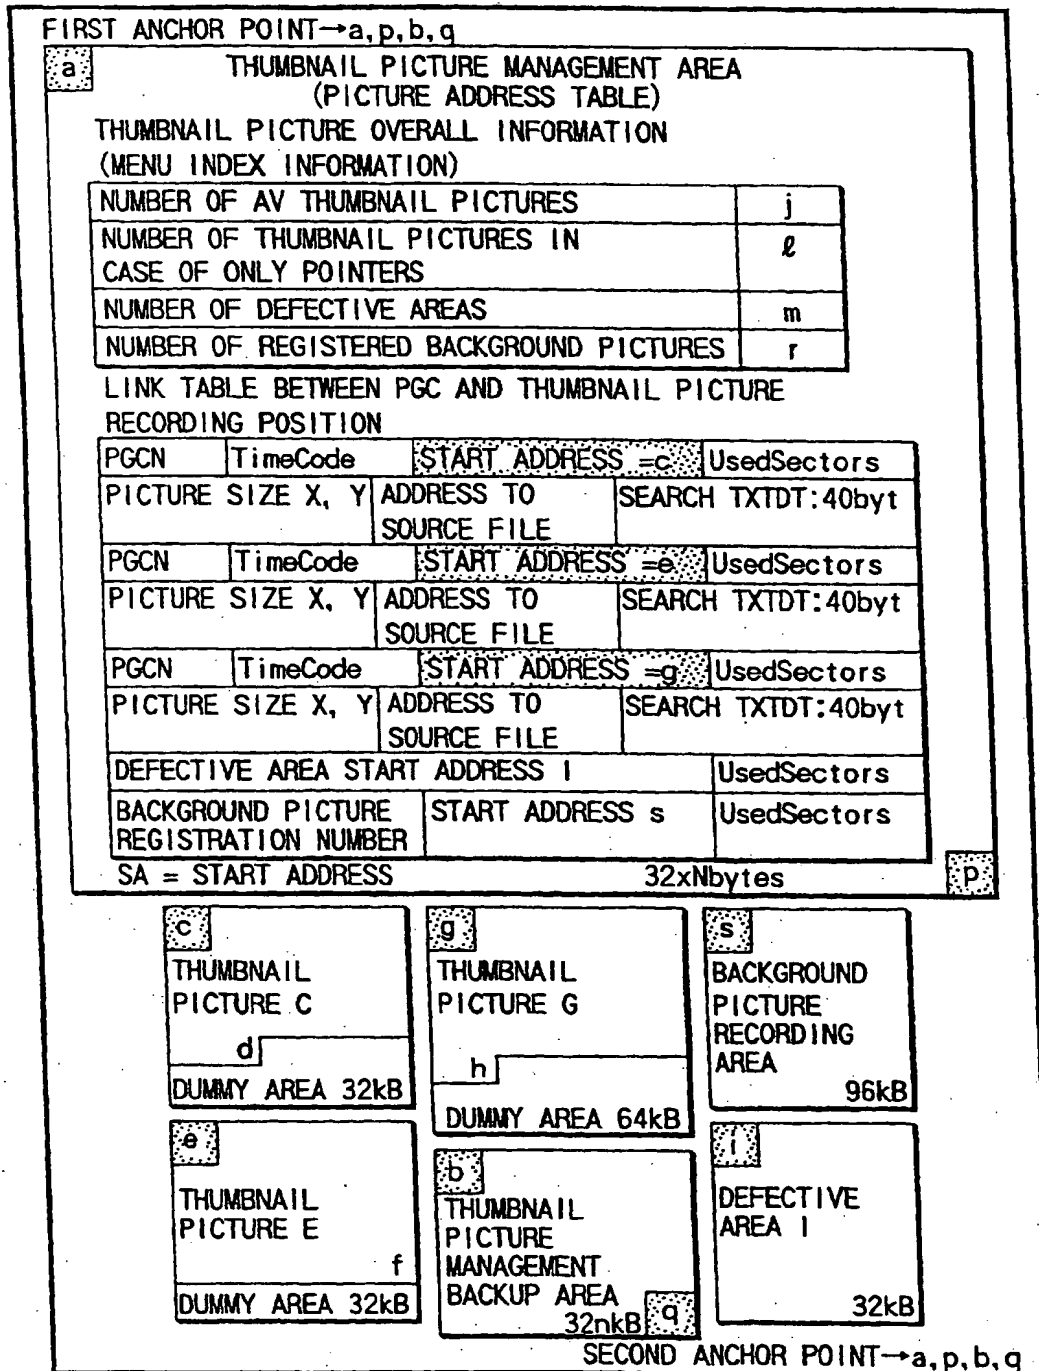 FIRST ANCHOR POINT→a,p,b,q
a
THUMBNAIL PICTURE MANAGEMENT AREA
(PICTURE ADDRESS TABLE)
THUMBNAIL PICTURE OVERALL INFORMATION
(MENU INDEX INFORMATION)
NUMBER OF AV THUMBNAIL PICTURES j
NUMBER OF THUMBNAIL PICTURES IN ℓ
CASE OF ONLY POINTERS
NUMBER OF DEFECTIVE AREAS m
NUMBER OF REGISTERED BACKGROUND PICTURES r
LINK TABLE BETWEEN PGC AND THUMBNAIL PICTURE
RECORDING POSITION
PGCN TimeCode START ADDRESS =c UsedSectors
PICTURE SIZE X, Y ADDRESS TO SEARCH TXTDT:40byt
SOURCE FILE
PGCN TimeCode START ADDRESS =e UsedSectors
PICTURE SIZE X, Y ADDRESS TO SEARCH TXTDT:40byt
SOURCE FILE
PGCN TimeCode START ADDRESS =g UsedSectors
PICTURE SIZE X, Y ADDRESS TO SEARCH TXTDT:40byt
SOURCE FILE
DEFECTIVE AREA START ADDRESS I UsedSectors
BACKGROUND PICTURE START ADDRESS s UsedSectors
REGISTRATION NUMBER
SA = START ADDRESS 32xNbytes p
c
THUMBNAIL
PICTURE C
d
DUMMY AREA 32kB
g
THUMBNAIL
PICTURE G
h
DUMMY AREA 64kB
s
BACKGROUND
PICTURE
RECORDING
AREA
96kB
e
THUMBNAIL
PICTURE E
f
DUMMY AREA 32kB
b
THUMBNAIL
PICTURE
MANAGEMENT
BACKUP AREA
32nkB q
i
DEFECTIVE
AREA I
32kB
SECOND ANCHOR POINT→a,p,b,q